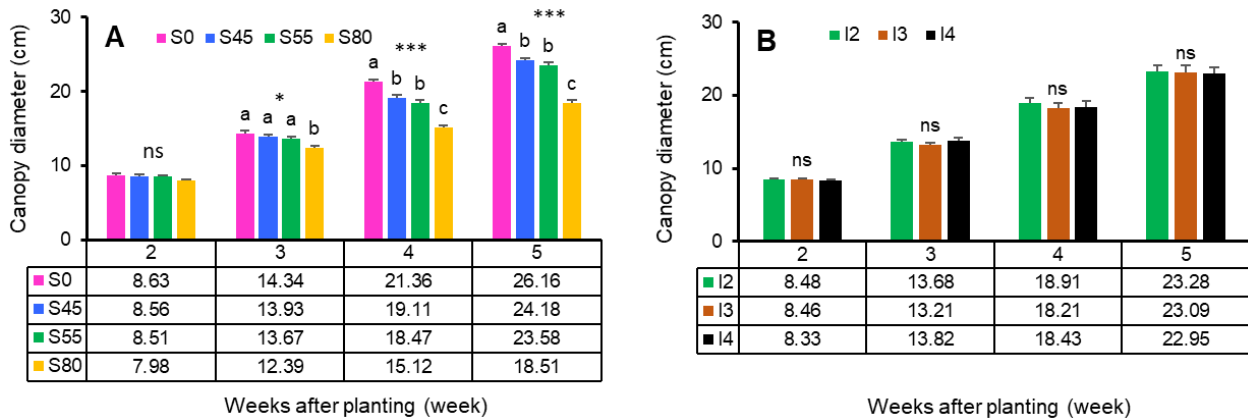 A
S0 S45 S55 S80
Canopy diameter (cm)
30
20
10
0
ns
*
a a a b
***
a b b c
***
a b b c
2 3 4 5
S0 8.63 14.34 21.36 26.16
S45 8.56 13.93 19.11 24.18
S55 8.51 13.67 18.47 23.58
S80 7.98 12.39 15.12 18.51
Weeks after planting (week)
B
I2 I3 I4
Canopy diameter (cm)
30
20
10
0
ns
ns
ns
ns
2 3 4 5
I2 8.48 13.68 18.91 23.28
I3 8.46 13.21 18.21 23.09
I4 8.33 13.82 18.43 22.95
Weeks after planting (week)